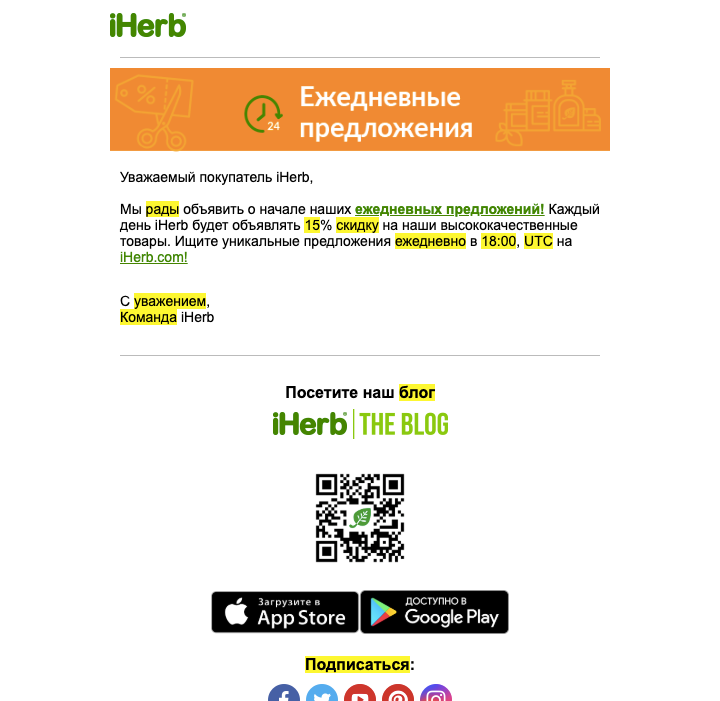 iHerb
24
Ежедневные
предложения
Уважаемый покупатель iHerb,
Мы рады объявить о начале наших ежедневных предложений! Каждый
день iHerb будет объявлять 15% скидку на наши высококачественные
товары. Ищите уникальные предложения ежедневно в 18:00, UTC на
iHerb.com!
С уважением,
Команда iHerb
Посетите наш блог
iHerb THE BLOG
Загрузите в
App Store
ДОСТУПНО В
Google Play
Подписаться: